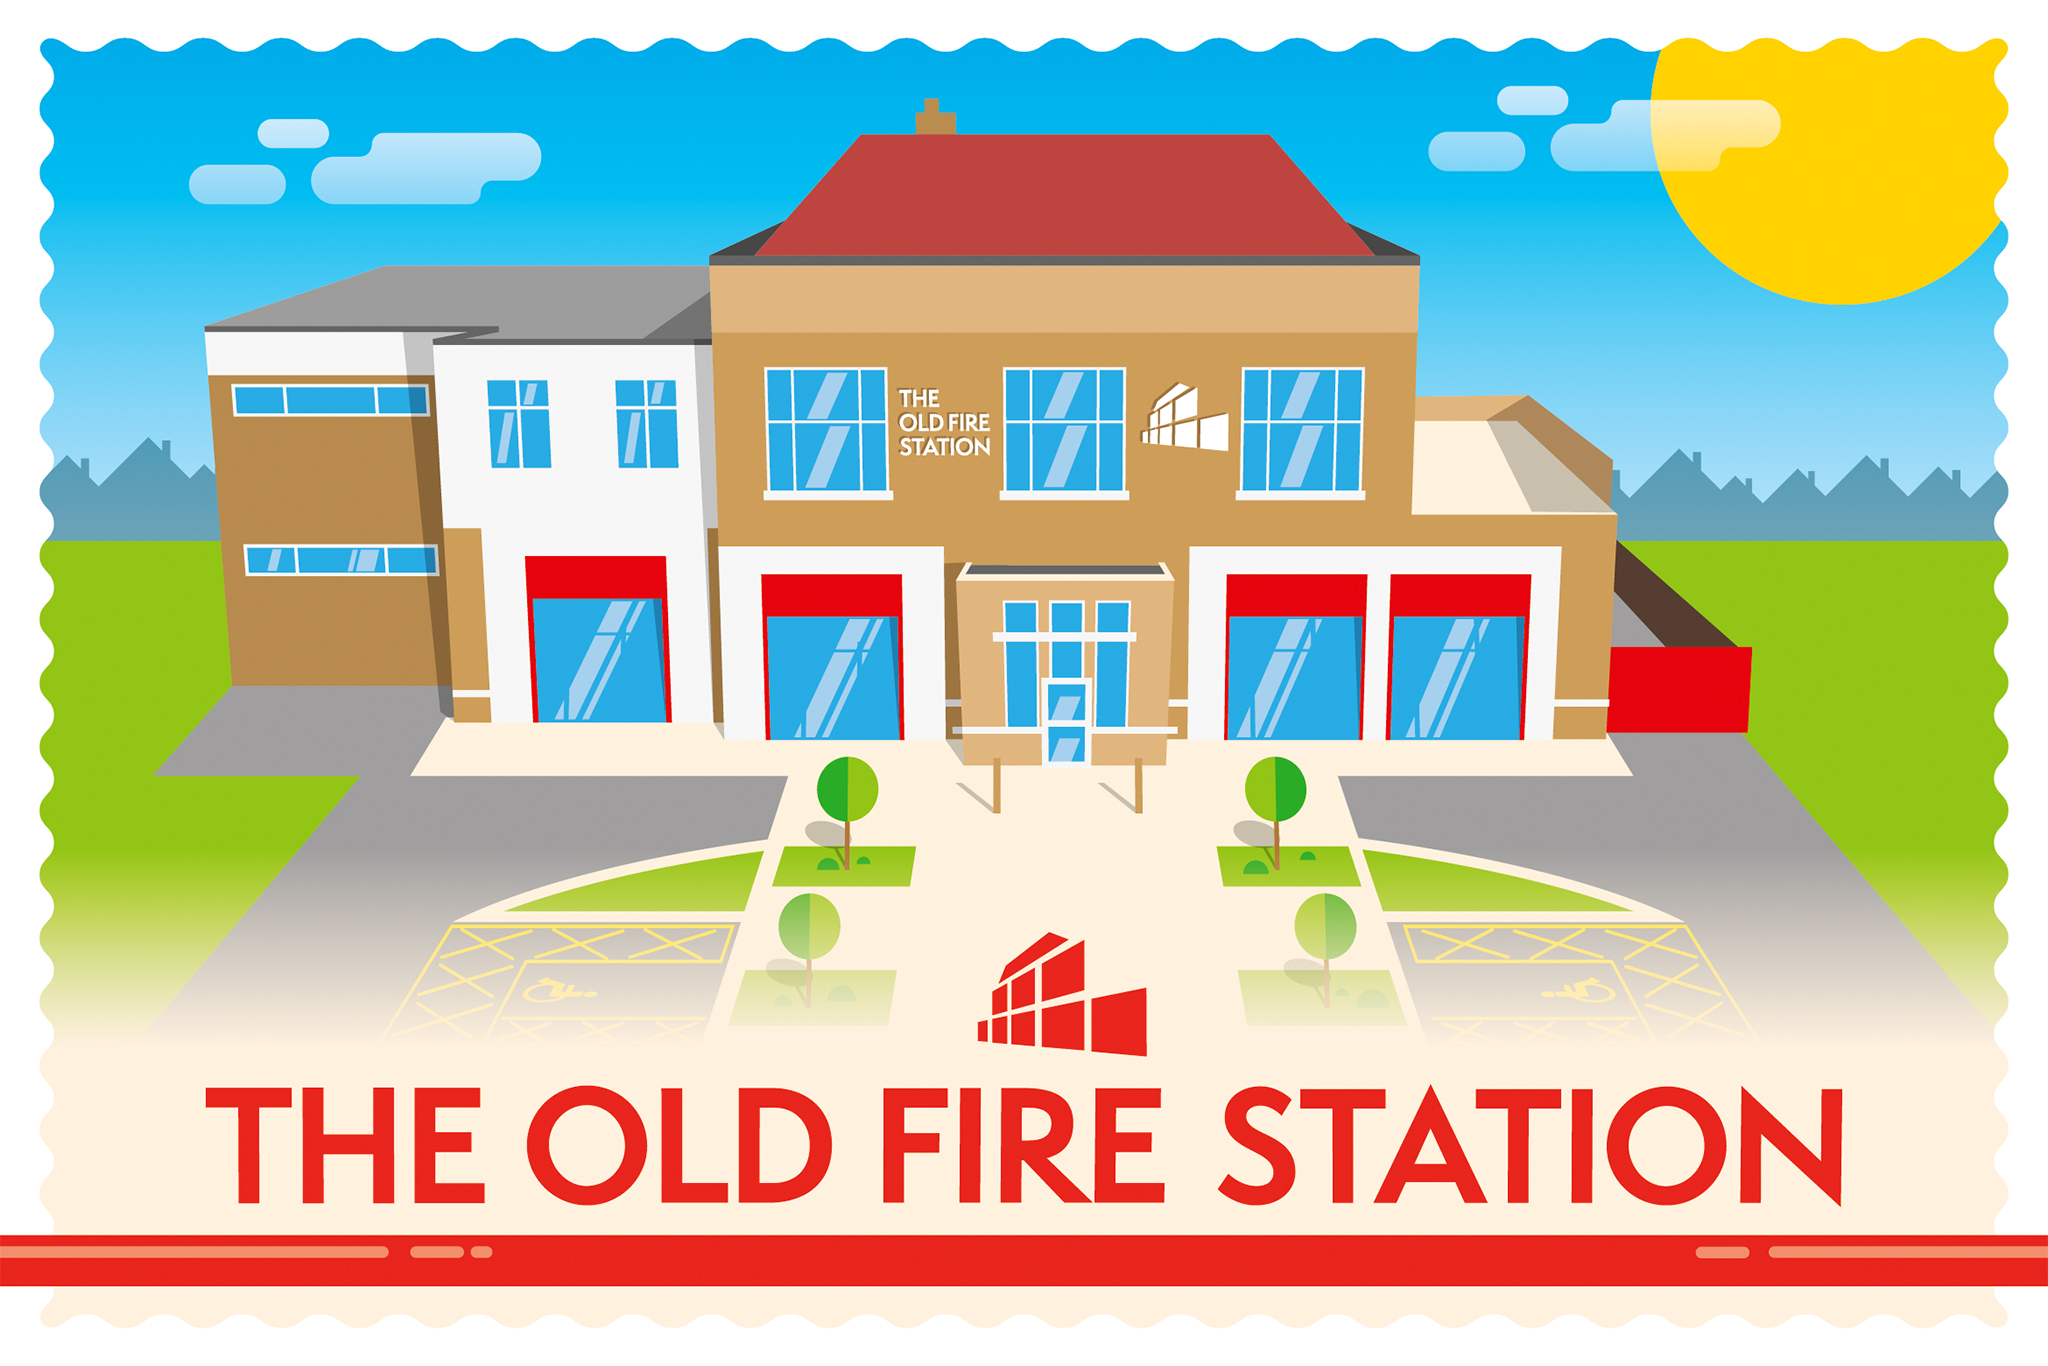 THE
OLD FIRE
STATION
THE OLD FIRE STATION